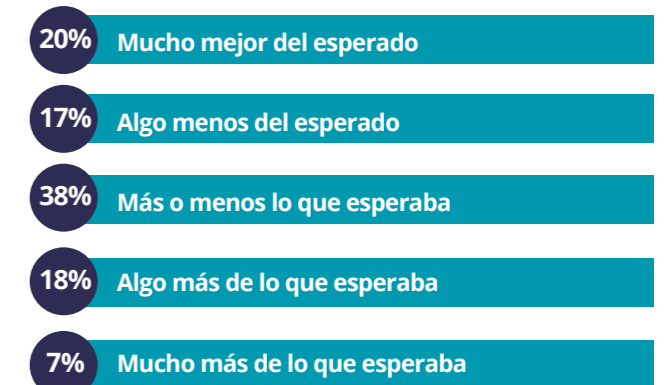 20% Mucho mejor del esperado
17% Algo menos del esperado
38% Más o menos lo que esperaba
18% Algo más de lo que esperaba
7% Mucho más de lo que esperaba